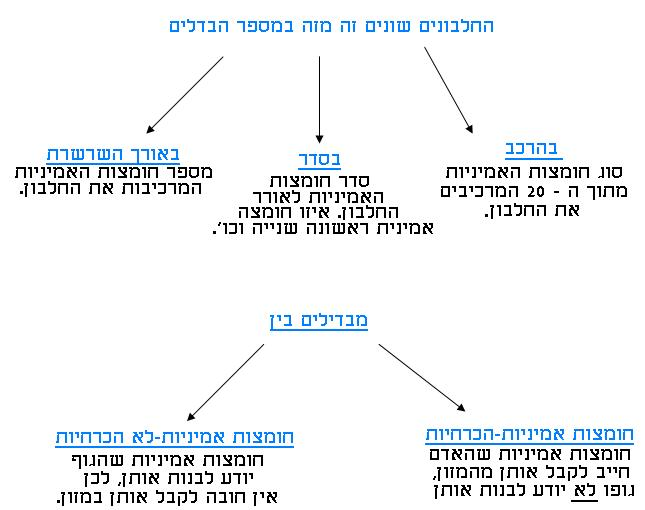 החלבונים שונים זה מזה במספר הבדלים
בהרכב
סוג חומצות האמיניות
מתוך ה - 20 המרכיבים
את החלבון.
בסדר
סדר חומצות
האמיניות לאורך
החלבון. איזו חומצה
אמינית ראשונה שנייה וכו'.
באורך השרשרת
מספר חומצות האמיניות
המרכיבות את החלבון.
מבדילים בין
חומצות אמיניות-הכרחיות
חומצות אמיניות שהאדם
חייב לקבל אותן מהמזון,
גופו לא יודע לבנות אותן
חומצות אמיניות-לא הכרחיות
חומצות אמיניות שהגוף
יודע לבנות אותן, לכן
אין חובה לקבל אותן במזון.